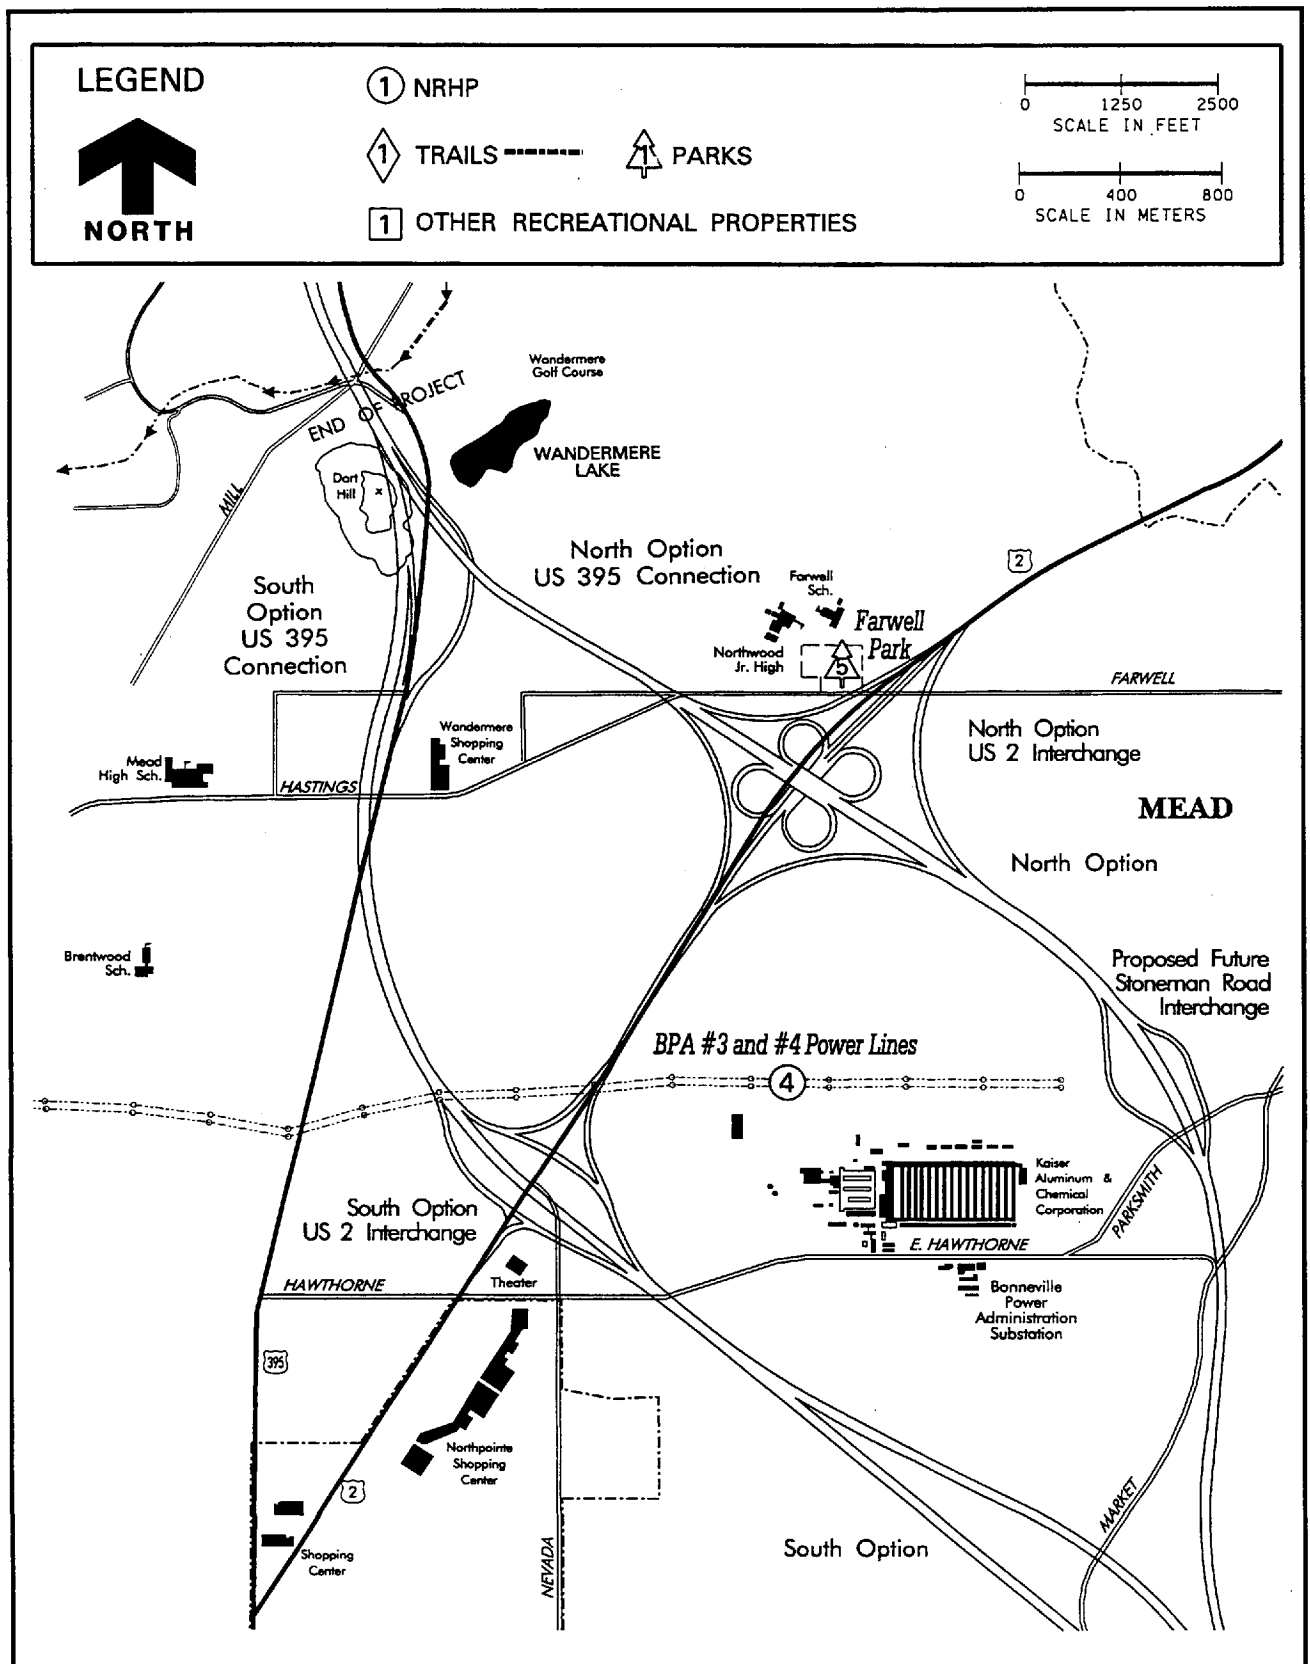 LEGEND
NORTH
1 NRHP
1 TRAILS
1 PARKS
1 OTHER RECREATIONAL PROPERTIES
0 1250 2500
SCALE IN FEET
0 400 800
SCALE IN METERS
Wandermere
Golf Course
END OF PROJECT
WANDERMERE
LAKE
Dart
Hill
x
MILL
North Option
US 395 Connection
2
South
Option
US 395
Connection
Farwell
Sch.
Farwell
Park
5
Northwood
Jr. High
FARWELL
Wandermere
Shopping
Center
North Option
US 2 Interchange
Mead
High Sch.
HASTINGS
MEAD
North Option
Brentwood
Sch.
Proposed Future
Stoneman Road
Interchange
BPA #3 and #4 Power Lines
4
Kaiser
Aluminum &
Chemical
Corporation
PARKSMITH
South Option
US 2 Interchange
E. HAWTHORNE
HAWTHORNE
Theater
Bonneville
Power
Administration
Substation
395
Northpointe
Shopping
Center
2
MARKET
Shopping
Center
NEVADA
South Option